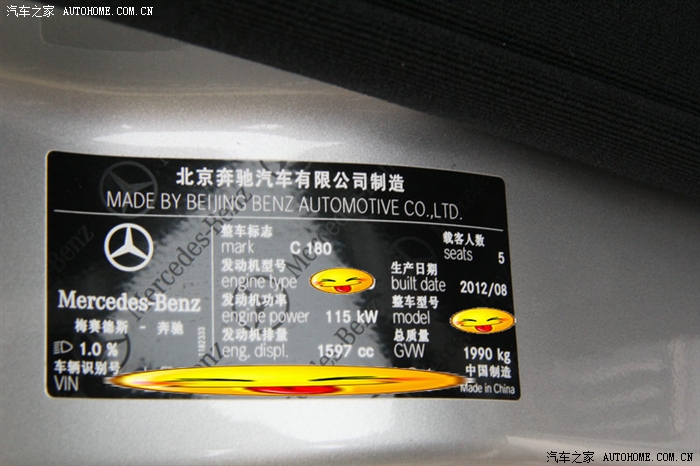 汽车之家 AUTOHOME.COM.CN
北京奔驰汽车有限公司制造
MADE BY BEIJING BENZ AUTOMOTIVE CO.,LTD.
整车标志
mark C 180
载客人数
seats 5
发动机型号
engine type
生产日期
built date 2012/08
发动机功率
engine power 115 kW
整车型号
model
发动机排量
eng. displ. 1597 cc
总质量
GVW 1990 kg
Mercedes-Benz
梅赛德斯 - 奔驰
1.0 %
车辆识别号
VIN
中国制造
Made in China
Mercedes-Benz
Mercedes-Benz
汽车之家 AUTOHOME.COM.CN